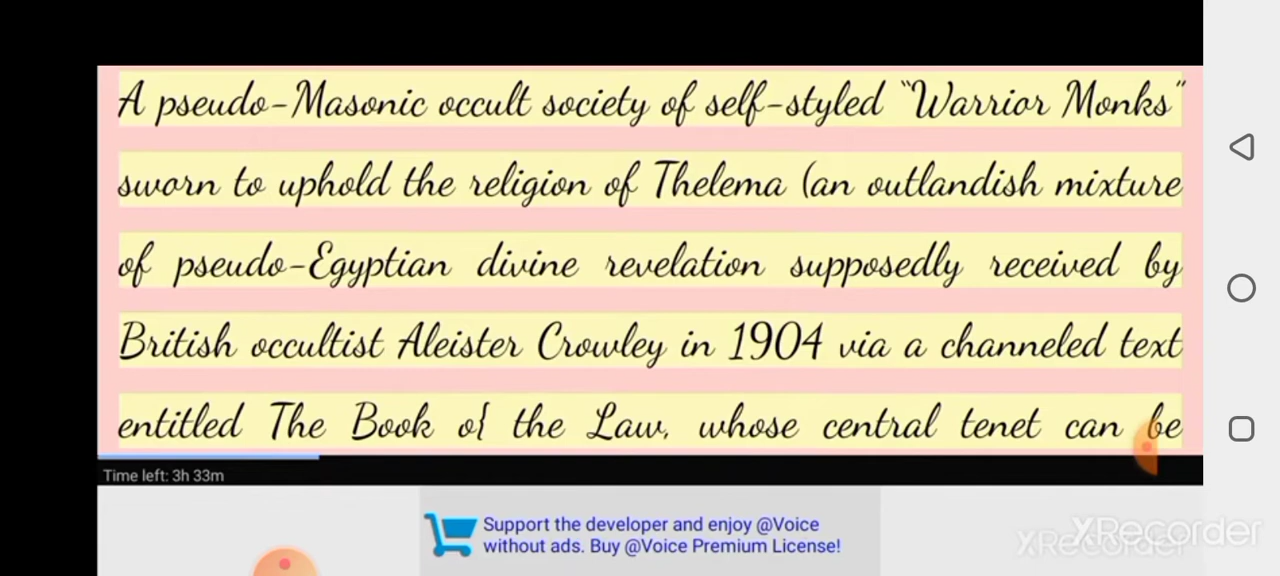 A pseudo-Masonic occult society of self-styled “Warrior Monks”
sworn to uphold the religion of Thelema (an outlandish mixture
of pseudo-Egyptian divine revelation supposedly received by
British occultist Aleister Crowley in 1904 via a channeled text
entitled The Book o{ the Law, whose central tenet can be
Time left: 3h 33m
Support the developer and enjoy @Voice
without ads. Buy @Voice Premium License!
XRecorder
XRecorder